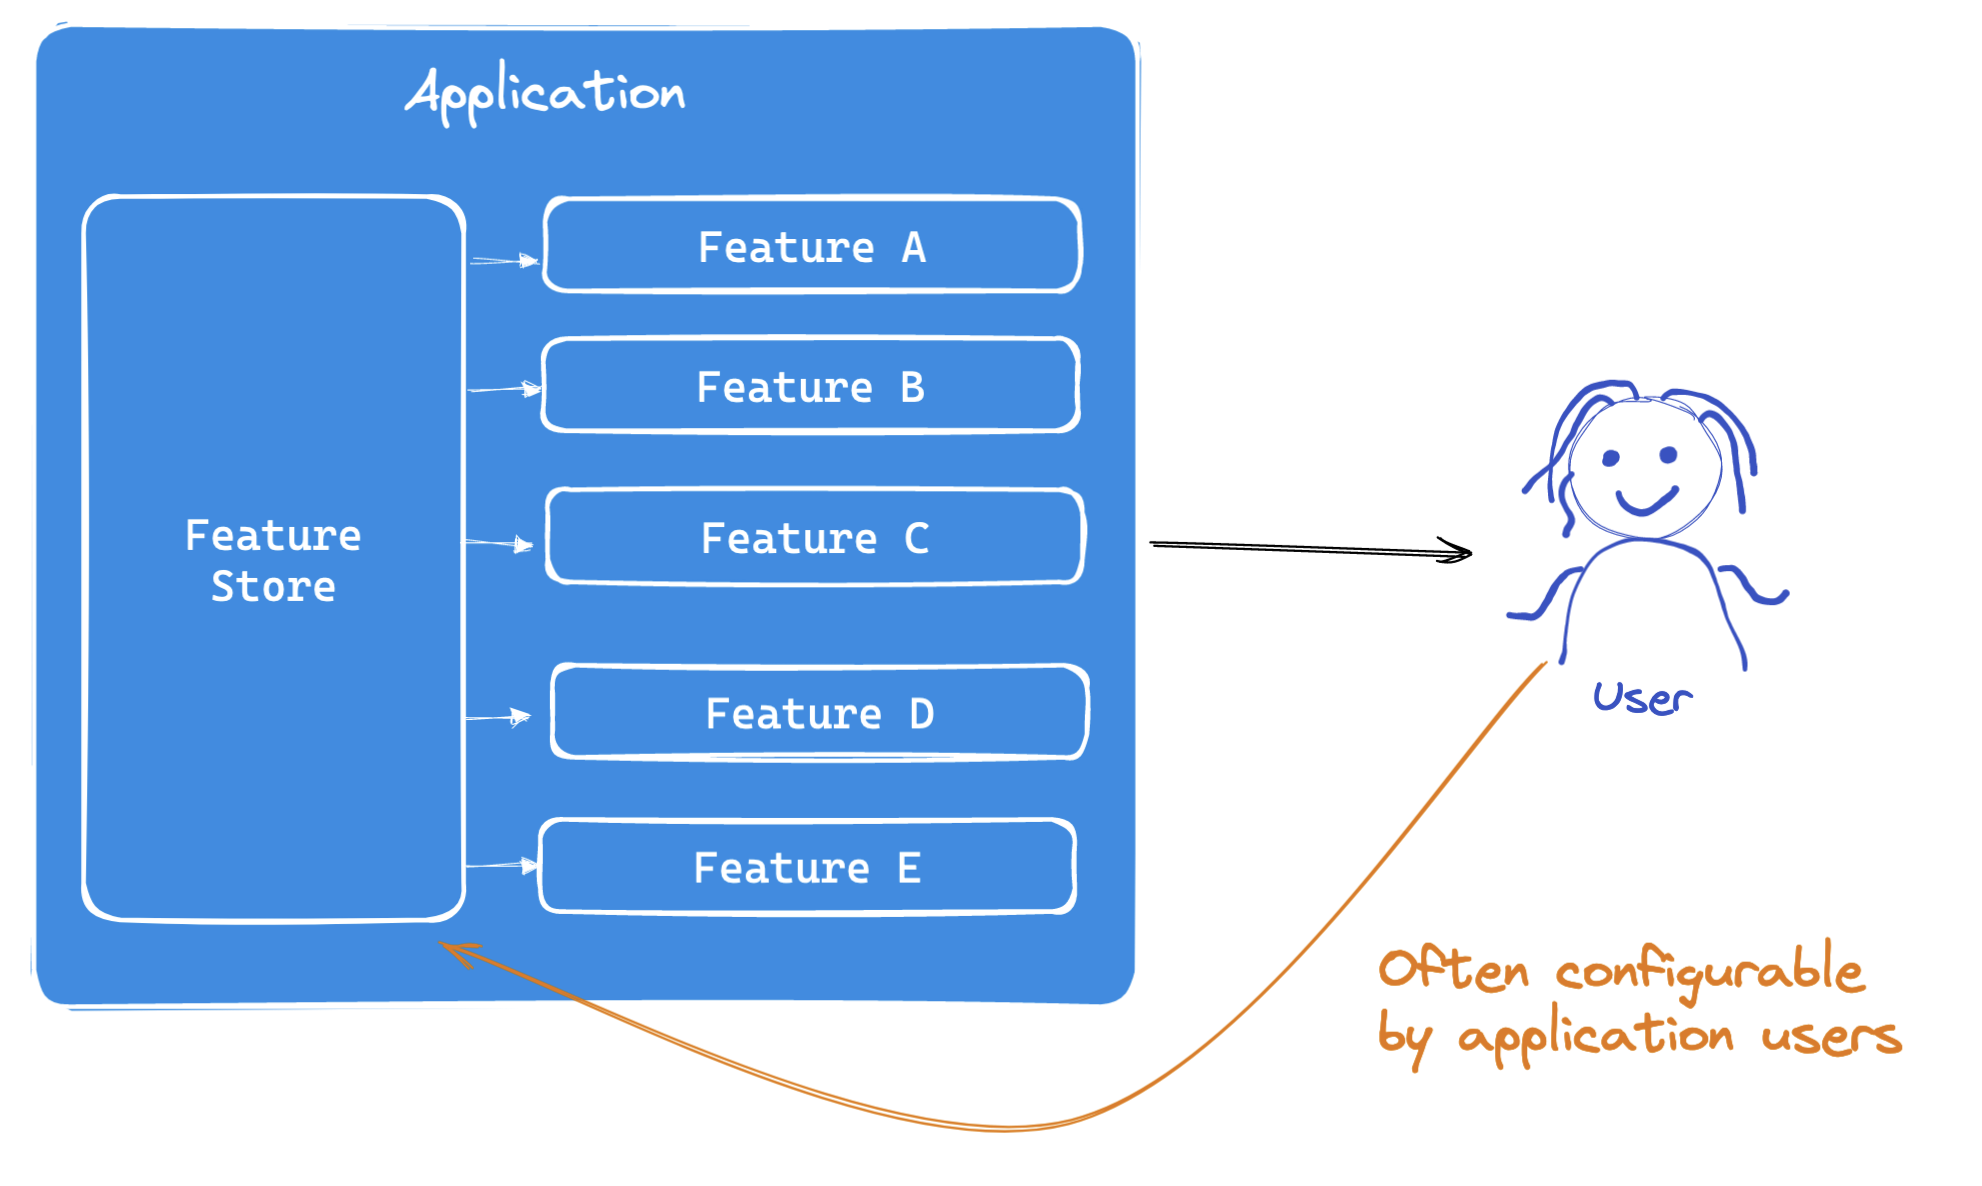 Application
Feature
Store
Feature A
Feature B
Feature C
Feature D
Feature E
User
Often configurable
by application users